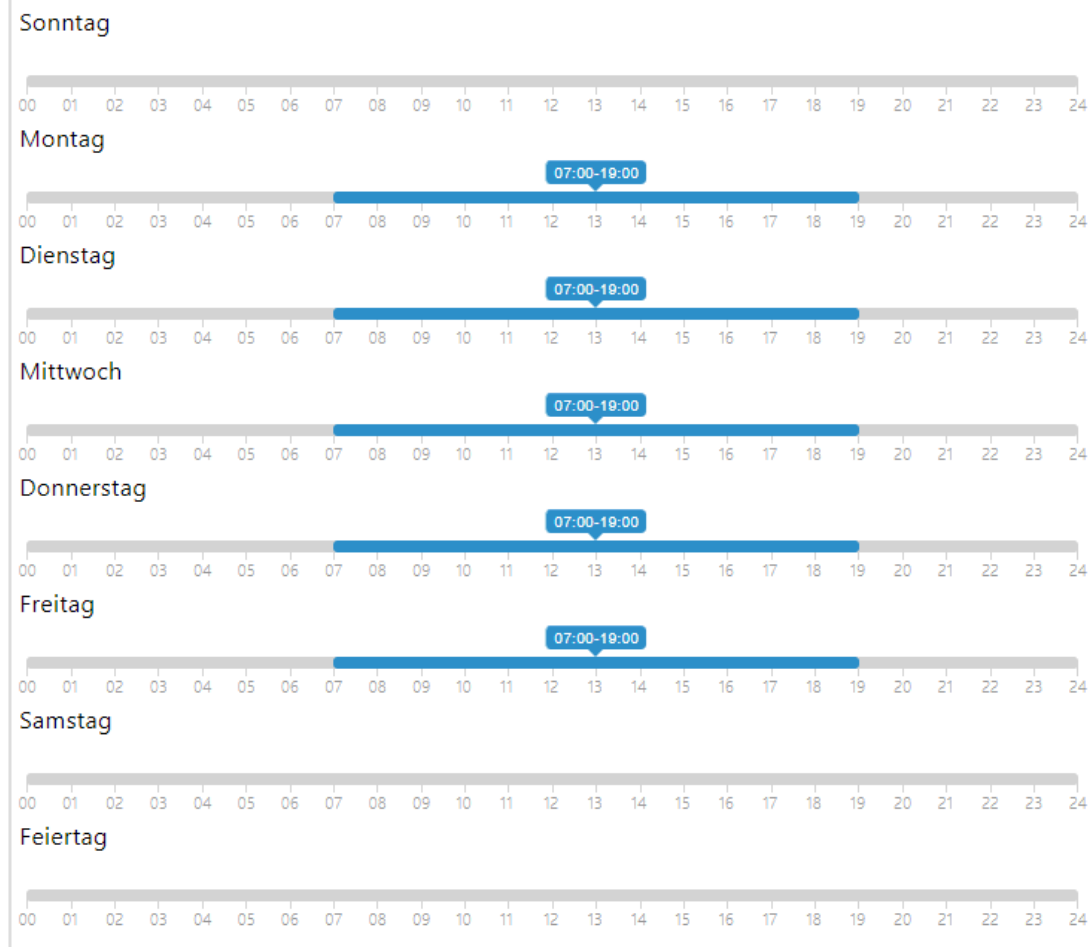 Sonntag
00 01 02 03 04 05 06 07 08 09 10 11 12 13 14 15 16 17 18 19 20 21 22 23 24
Montag
07:00-19:00
00 01 02 03 04 05 06 07 08 09 10 11 12 13 14 15 16 17 18 19 20 21 22 23 24
Dienstag
07:00-19:00
00 01 02 03 04 05 06 07 08 09 10 11 12 13 14 15 16 17 18 19 20 21 22 23 24
Mittwoch
07:00-19:00
00 01 02 03 04 05 06 07 08 09 10 11 12 13 14 15 16 17 18 19 20 21 22 23 24
Donnerstag
07:00-19:00
00 01 02 03 04 05 06 07 08 09 10 11 12 13 14 15 16 17 18 19 20 21 22 23 24
Freitag
07:00-19:00
00 01 02 03 04 05 06 07 08 09 10 11 12 13 14 15 16 17 18 19 20 21 22 23 24
Samstag
00 01 02 03 04 05 06 07 08 09 10 11 12 13 14 15 16 17 18 19 20 21 22 23 24
Feiertag
00 01 02 03 04 05 06 07 08 09 10 11 12 13 14 15 16 17 18 19 20 21 22 23 24